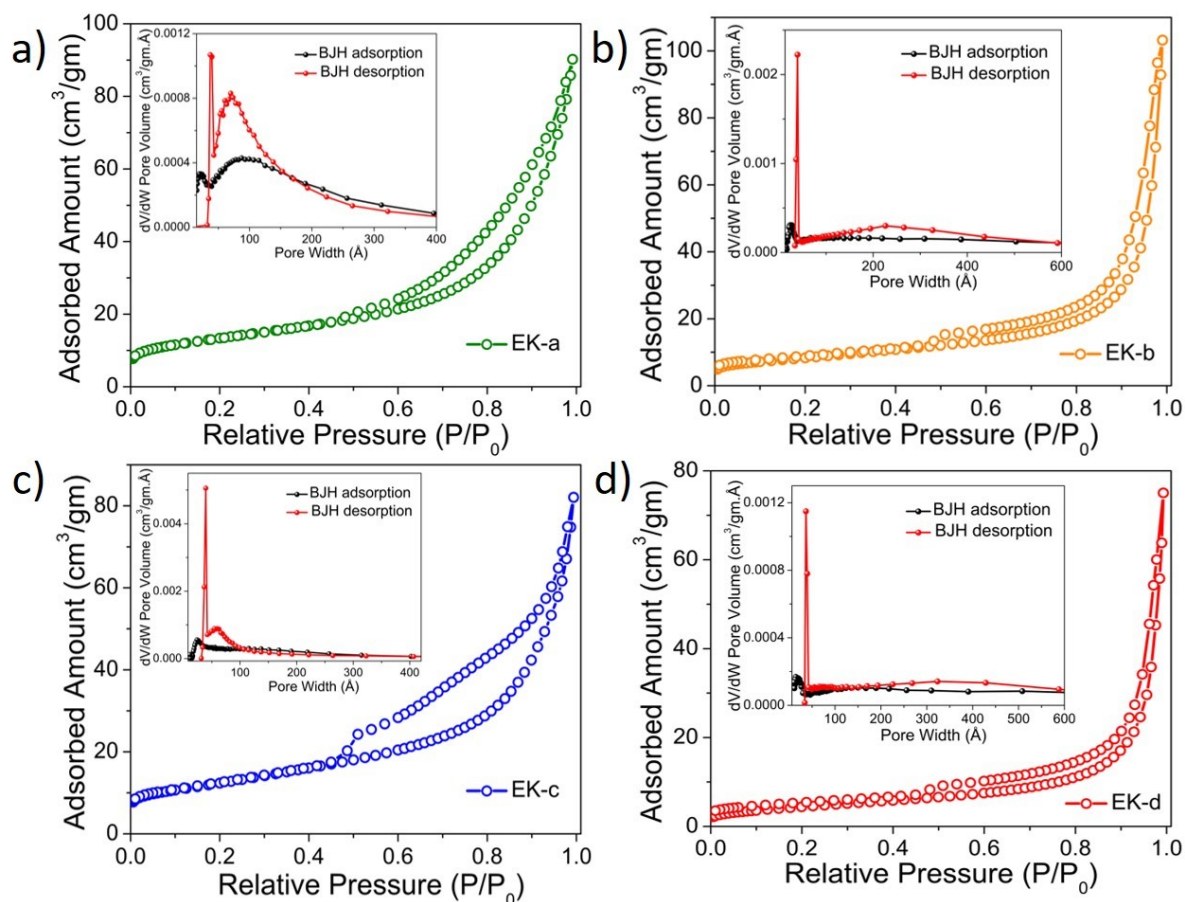 a)
Adsorbed Amount (cm³/gm)
100
80
60
40
20
0
0.0 0.2 0.4 0.6 0.8 1.0
Relative Pressure (P/P₀)
EK-a
dV/dW Pore Volume (cm³/gm.Å)
0.0012
0.0008
0.0004
0.0000
100 200 300 400
Pore Width (Å)
BJH adsorption
BJH desorption
b)
Adsorbed Amount (cm³/gm)
100
80
60
40
20
0
0.0 0.2 0.4 0.6 0.8 1.0
Relative Pressure (P/P₀)
EK-b
dV/dW Pore Volume (cm³/gm.Å)
0.002
0.001
0.000
200 400 600
Pore Width (Å)
BJH adsorption
BJH desorption
c)
Adsorbed Amount (cm³/gm)
80
60
40
20
0
0.0 0.2 0.4 0.6 0.8 1.0
Relative Pressure (P/P₀)
EK-c
dV/dW Pore Volume (cm³/gm.Å)
0.004
0.002
0.000
100 200 300 400
Pore Width (Å)
BJH adsorption
BJH desorption
d)
Adsorbed Amount (cm³/gm)
80
60
40
20
0
0.0 0.2 0.4 0.6 0.8 1.0
Relative Pressure (P/P₀)
EK-d
dV/dW Pore Volume (cm³/gm.Å)
0.0012
0.0008
0.0004
0.0000
100 200 300 400 500 600
Pore Width (Å)
BJH adsorption
BJH desorption